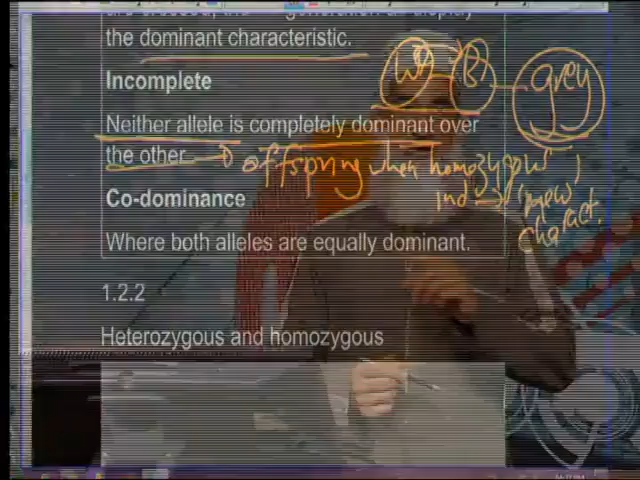 the dominant characteristic.
Incomplete
W B grey
Neither allele is completely dominant over
the other → offspring when homozygous
ind → (new)
charact.
Co-dominance
Where both alleles are equally dominant.
1.2.2
Heterozygous and homozygous